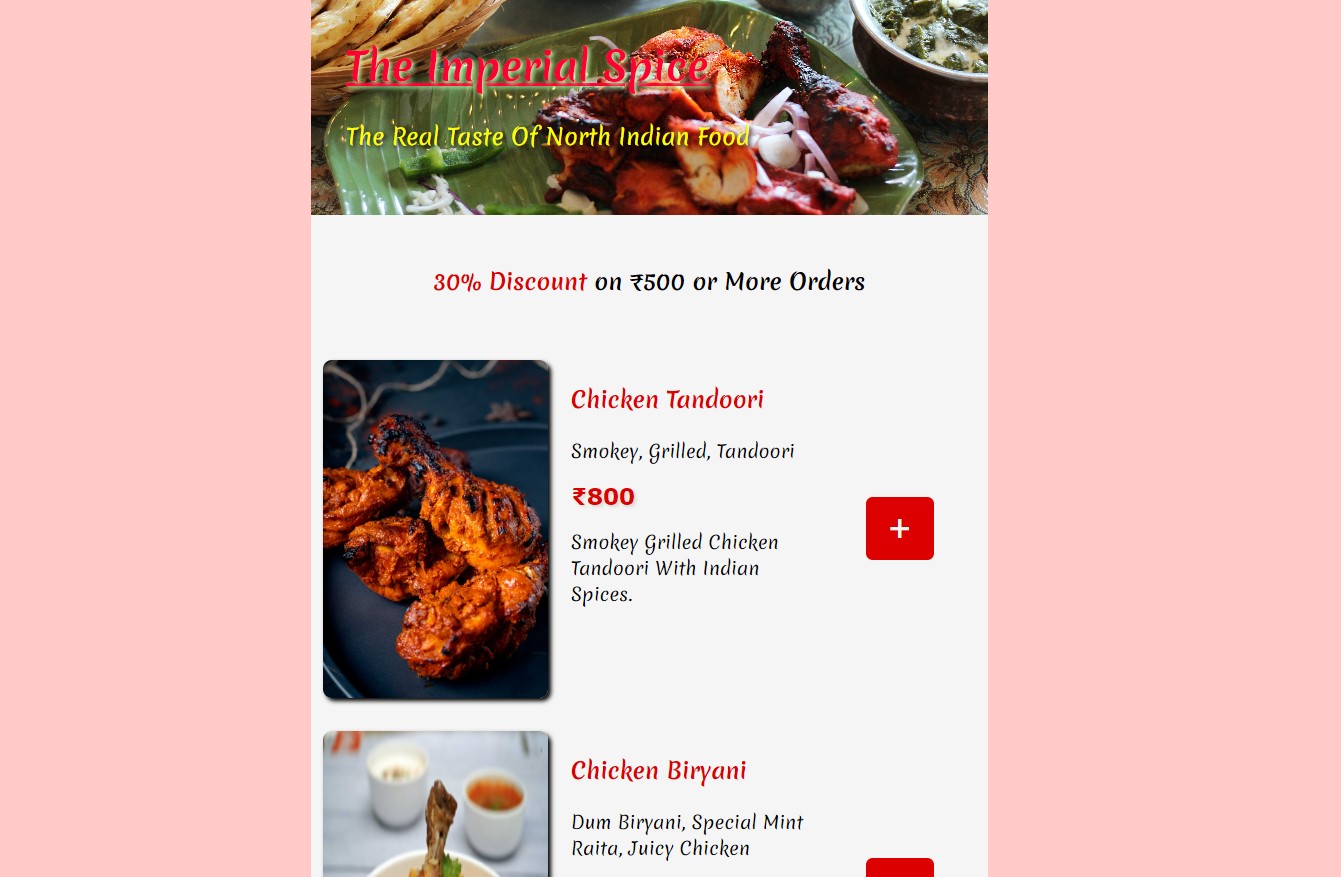 The Imperial Spice
The Real Taste Of North Indian Food
30% Discount on ₹500 or More Orders
Chicken Tandoori
Smokey, Grilled, Tandoori
₹800
Smokey Grilled Chicken
Tandoori With Indian
Spices.
+
Chicken Biryani
Dum Biryani, Special Mint
Raita, Juicy Chicken